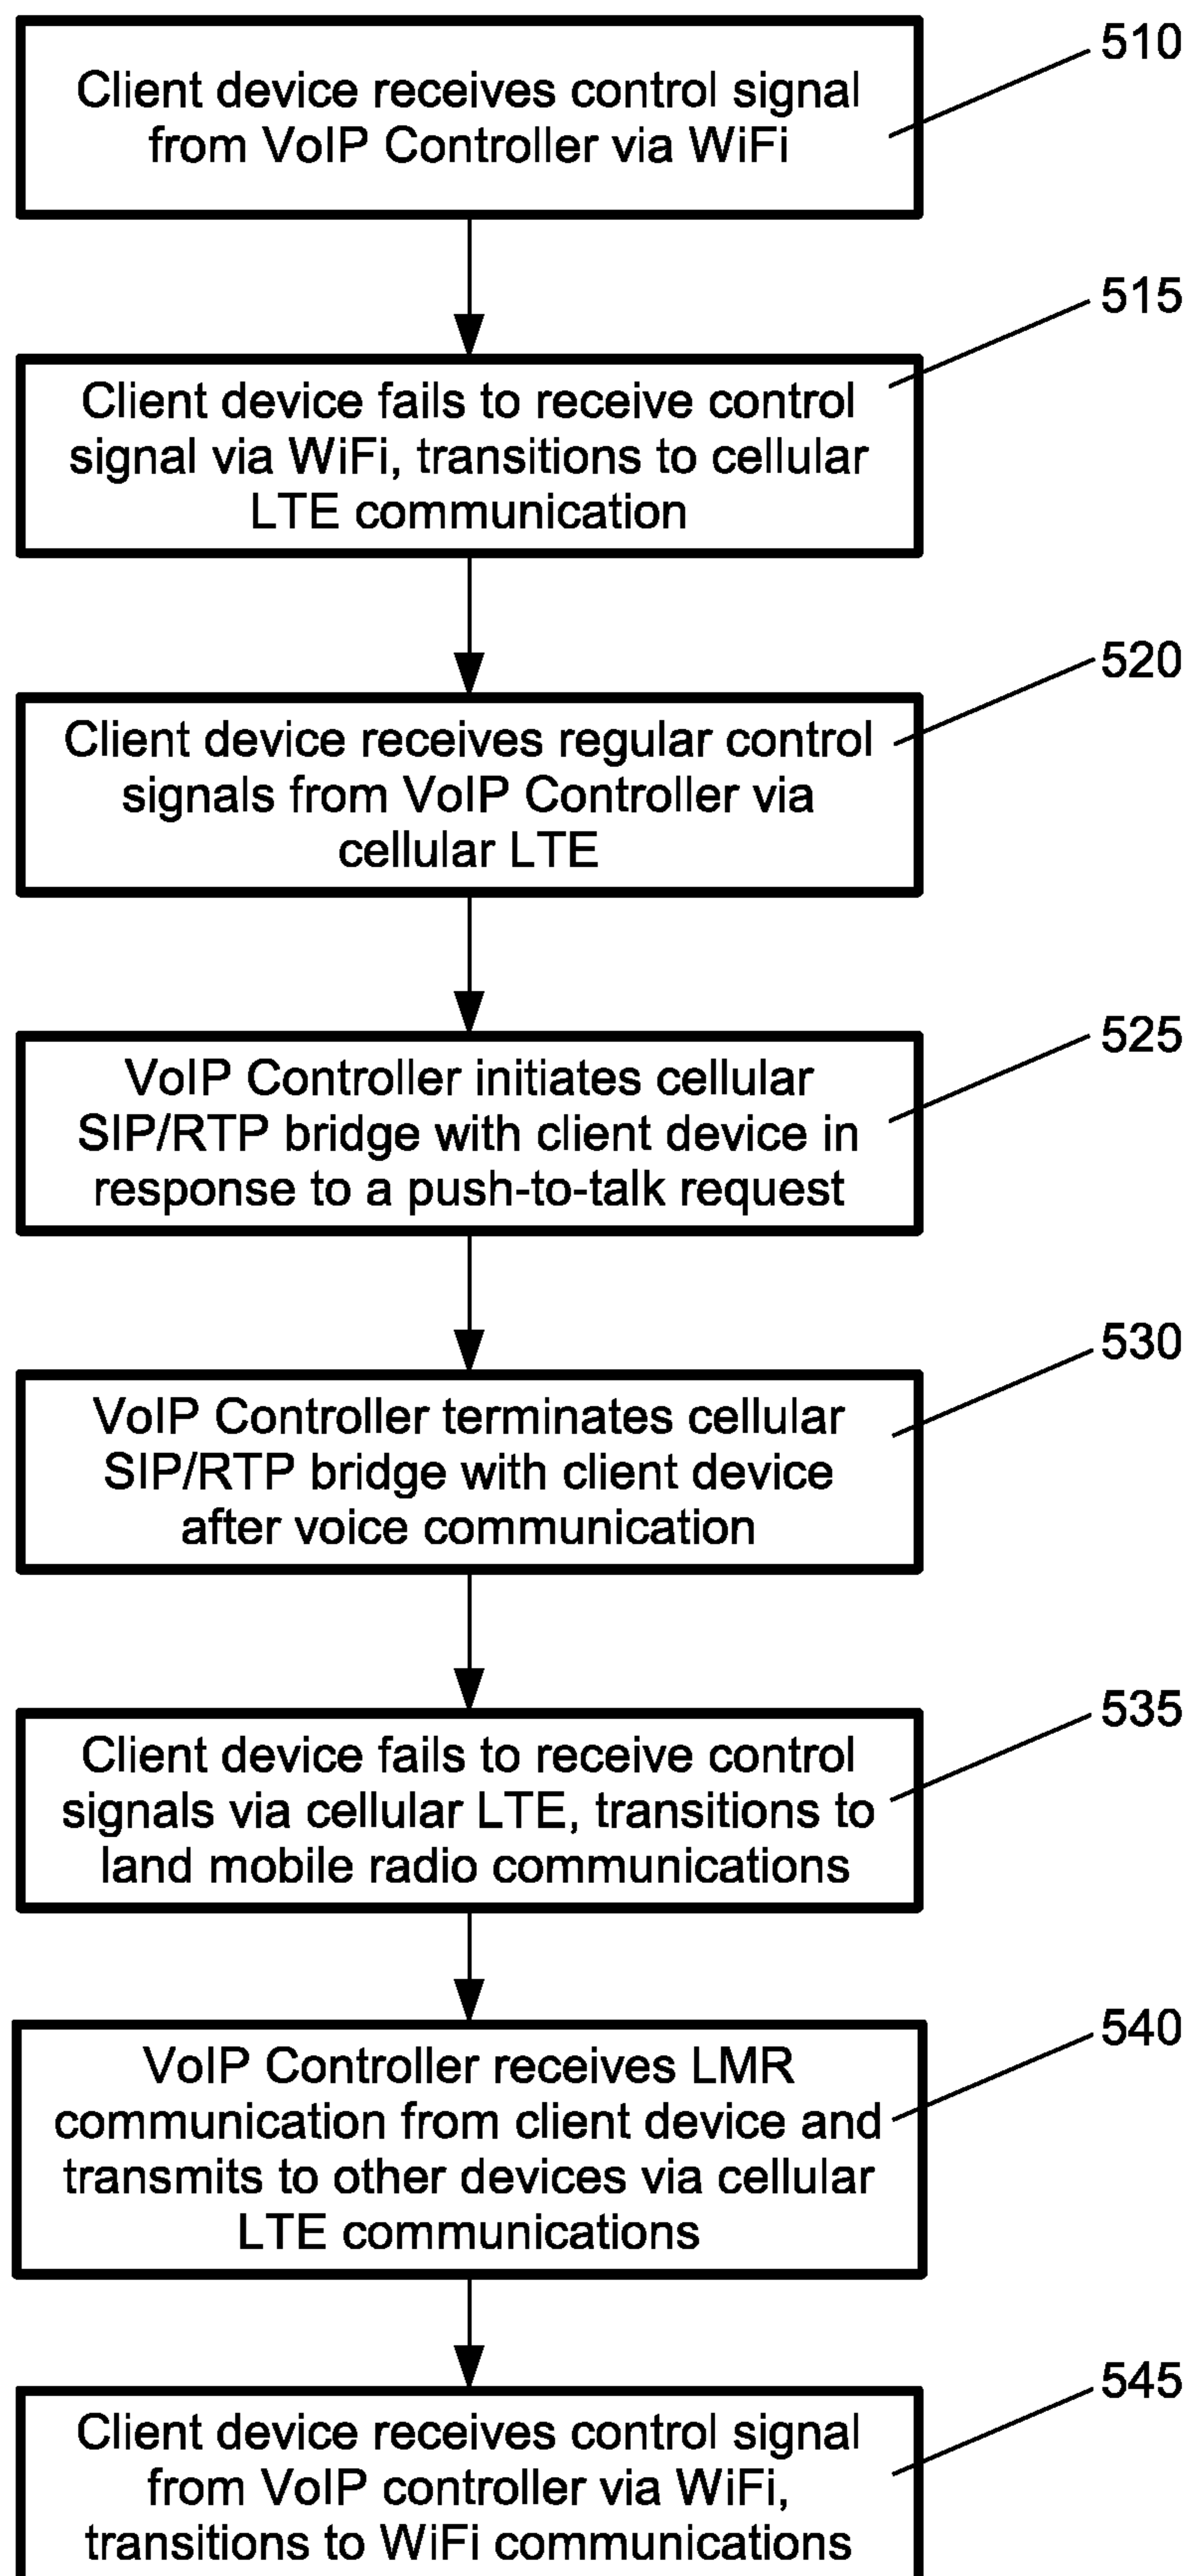 510
Client device receives control signal
from VoIP Controller via WiFi
515
Client device fails to receive control
signal via WiFi, transitions to cellular
LTE communication
520
Client device receives regular control
signals from VoIP Controller via
cellular LTE
525
VoIP Controller initiates cellular
SIP/RTP bridge with client device in
response to a push-to-talk request
530
VoIP Controller terminates cellular
SIP/RTP bridge with client device
after voice communication
535
Client device fails to receive control
signals via cellular LTE, transitions to
land mobile radio communications
540
VoIP Controller receives LMR
communication from client device and
transmits to other devices via cellular
LTE communications
545
Client device receives control signal
from VoIP controller via WiFi,
transitions to WiFi communications